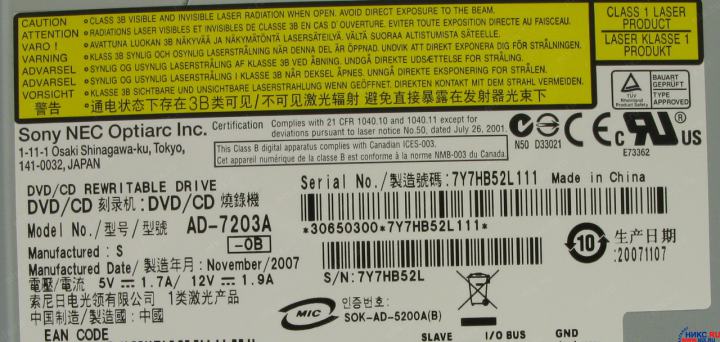 CAUTION • CLASS 3B VISIBLE AND INVISIBLE LASER RADIATION WHEN OPEN. AVOID DIRECT EXPOSURE TO THE BEAM.
ATTENTION • RADIATIONS LASER VISIBLES ET INVISIBLES DE CLASSE 3B EN CAS D'OUVERTURE. EVITER TOUTE EXPOSITION DIRECTE AU FAISCEAU.
VARO ! • AVATTUNA LUOKAN 3B NÄKYVÄÄ JA NÄKYMÄTÖNTÄ LASERSÄTEILYÄ. VÄLTÄ SUORAA ALTISTUMISTA SÄTEELLE.
VARNING • KLASS 3B SYNLIG OCH OSYNLIG LASERSTRÅLNING NÄR DENNA DEL ÄR ÖPPNAD. UNDVIK ATT DIREKT EXPONERA DIG FÖR STRÅLNINGEN.
ADVARSEL • SYNLIG OG USYNLIG LASERSTRÅLING AF KLASSE 3B VED ÅBNING. UNDGÅ DIREKTE UDSÆTTELSE FOR STRÅLING.
ADVARSEL • SYNLIG OG USYNLIG LASERSTRÅLING I KLASSE 3B NÅR DEKSEL ÅPNES. UNNGÅ DIREKTE EKSPONERING FOR STRÅLEN.
VORSICHT • KLASSE 3B SICHTBARE UND UNSICHTBARE LASERSTRAHLUNG WENN GEÖFFNET. DIREKTEN KONTAKT MIT DEM STRAHL VERMEIDEN.
警告 • 通电状态下存在3B类可见/不可见激光辐射 避免直接暴露在发射器光束下
CLASS 1 LASER
PRODUCT
LASER KLASSE 1
PRODUKT
TÜV
Rheinland
Product Safety
BAUART
GEPRÜFT
TYPE
APPROVED
Sony NEC Optiarc Inc.
1-11-1 Osaki Shinagawa-ku, Tokyo,
141-0032, JAPAN
Certification Complies with 21 CFR 1040.10 and 1040.11 except for
deviations pursuant to laser notice No.50, dated July 26, 2001.
This Class B digital apparatus complies with Canadian ICES-003.
Cet appareil numérique de la classe B est conforme à la norme NMB-003 du Canada.
N50 D33021
CE
c UR US
E73362
DVD/CD REWRITABLE DRIVE
DVD/CD 刻录机：DVD/CD 燒錄機
Model No./型号/型號 AD-7203A
-0B
Manufactured : S
Manufactured Date/ 製造年月：November/2007
電壓/電流 5V 1.7A/ 12V 1.9A
索尼日电光领有限公司 1类激光产品
中国制造/製造國：中國
EAN CODE
Serial No./製造號碼：7Y7HB52L111 Made in China
*30650300*7Y7HB52L111*
S/N:7Y7HB52L
10
生产日期
:20071107
MIC
인증번호:
SOK-AD-5200A(B)
SLAVE I/O BUS GND
НИКС.RU